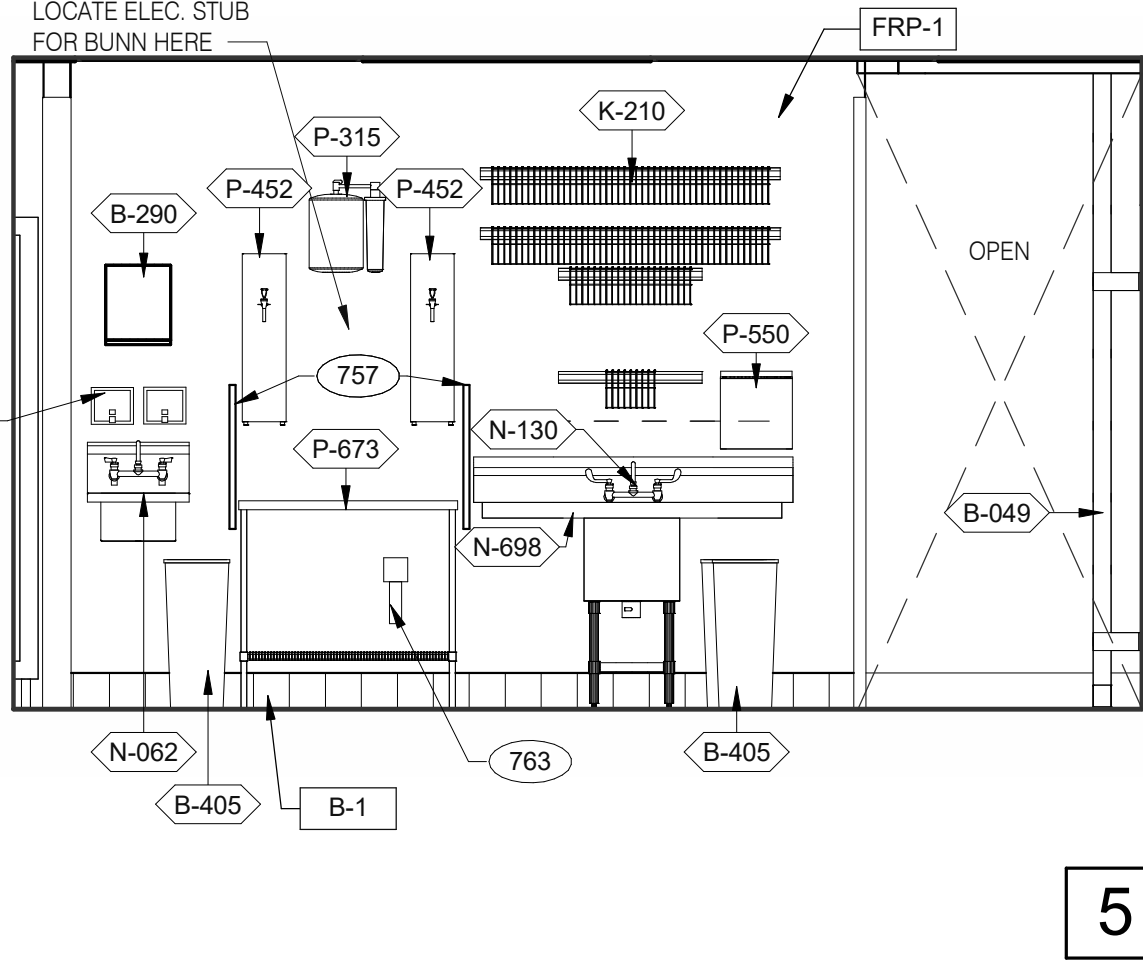 LOCATE ELEC. STUB
FOR BUNN HERE
FRP-1
K-210
P-315
P-452
P-452
B-290
OPEN
P-550
757
N-130
P-673
B-049
N-698
N-062
763
B-405
B-405
B-1
5